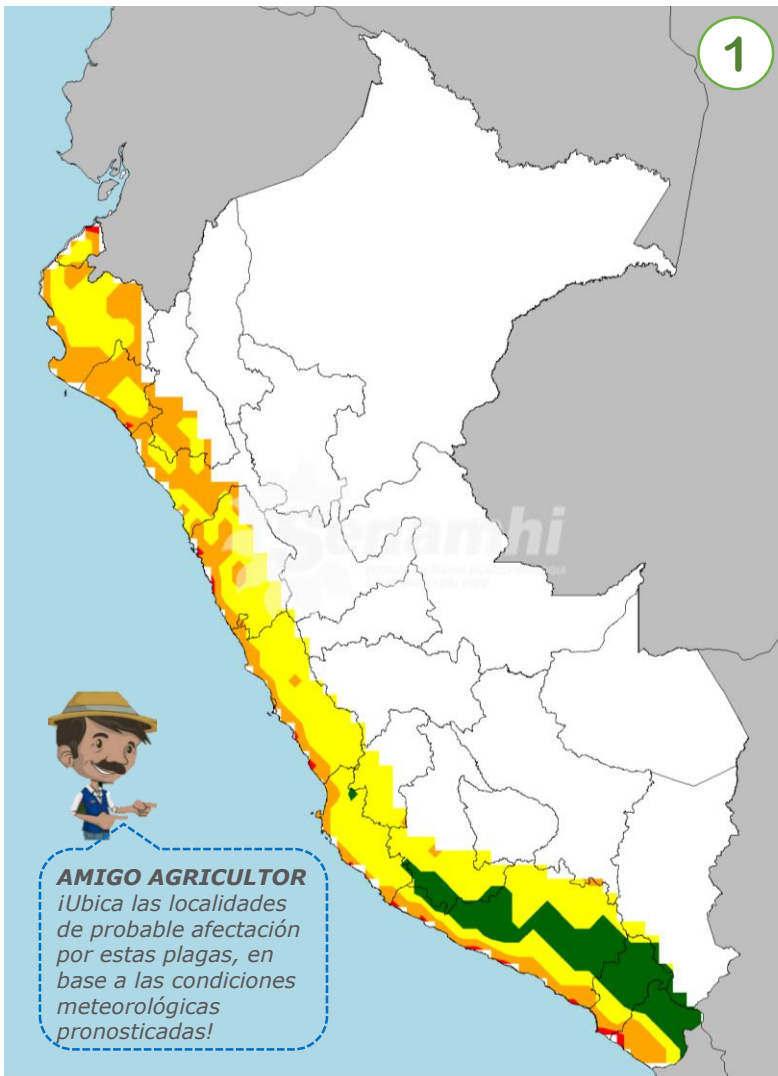 1
Senamhi
AMIGO AGRICULTOR
¡Ubica las localidades
de probable afectación
por estas plagas, en
base a las condiciones
meteorológicas
pronosticadas!